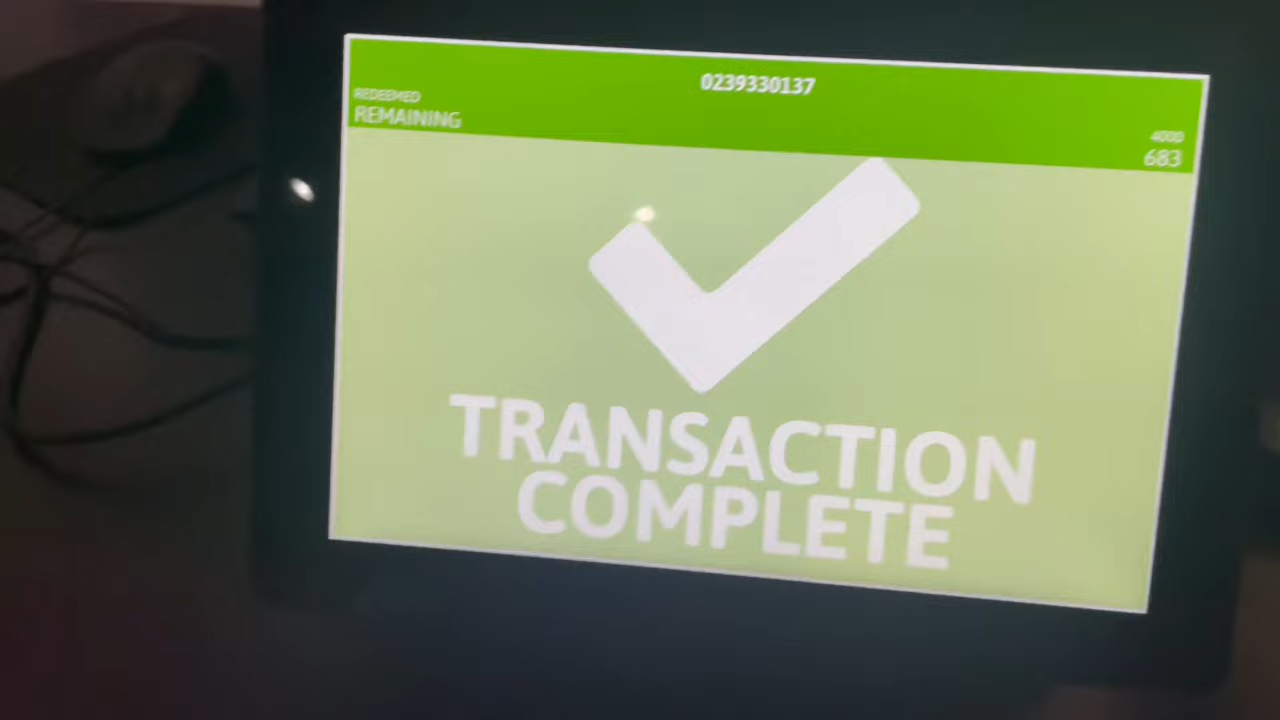 0239330137
REDEEMED 4000
REMAINING 683
TRANSACTION
COMPLETE